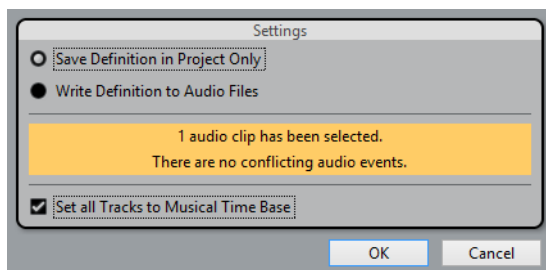 Settings
Save Definition in Project Only
Write Definition to Audio Files
1 audio clip has been selected.
There are no conflicting audio events.
Set all Tracks to Musical Time Base
OK
Cancel